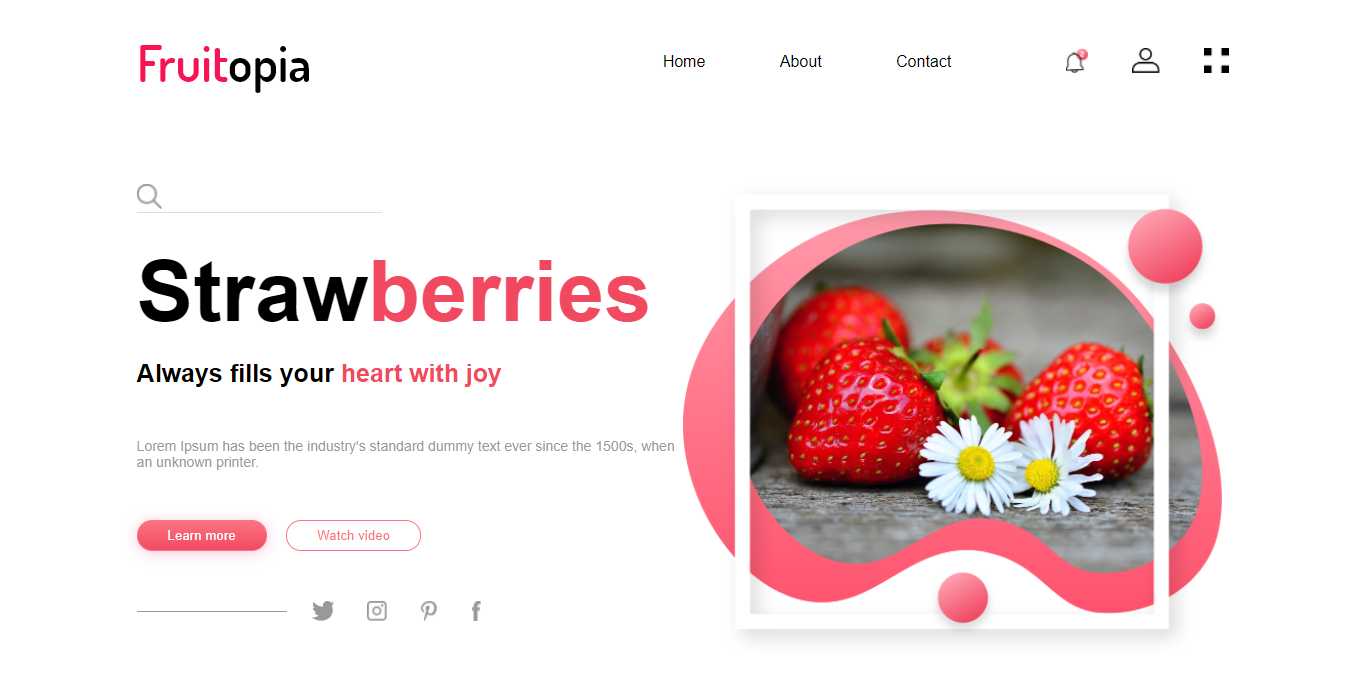 Fruitopia
Home About Contact
2
Strawberries
Always fills your heart with joy
Lorem Ipsum has been the industry's standard dummy text ever since the 1500s, when
an unknown printer.
Learn more Watch video